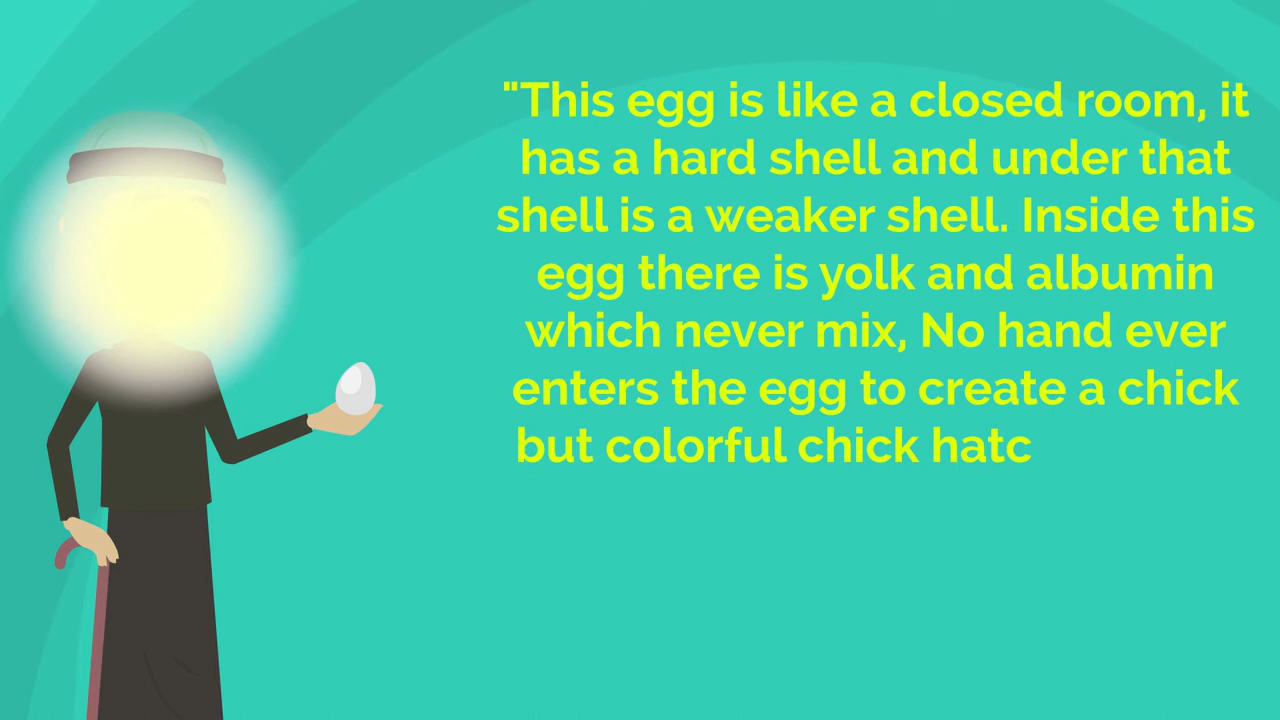 "This egg is like a closed room, it
has a hard shell and under that
shell is a weaker shell. Inside this
egg there is yolk and albumin
which never mix, No hand ever
enters the egg to create a chick
but colorful chick hatc